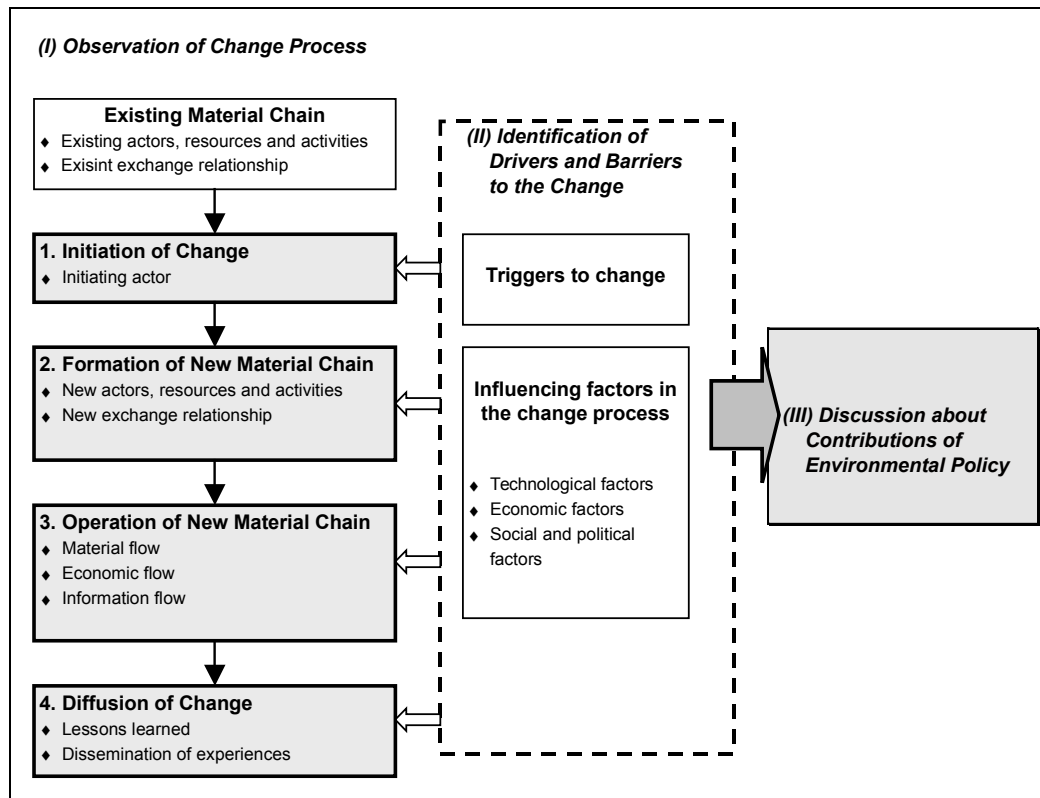 (I) Observation of Change Process
Existing Material Chain
♦ Existing actors, resources and activities
♦ Exisint exchange relationship
1. Initiation of Change
♦ Initiating actor
2. Formation of New Material Chain
♦ New actors, resources and activities
♦ New exchange relationship
3. Operation of New Material Chain
♦ Material flow
♦ Economic flow
♦ Information flow
4. Diffusion of Change
♦ Lessons learned
♦ Dissemination of experiences
(II) Identification of
Drivers and Barriers
to the Change
Triggers to change
Influencing factors in
the change process
♦ Technological factors
♦ Economic factors
♦ Social and political
factors
(III) Discussion about
Contributions of
Environmental Policy